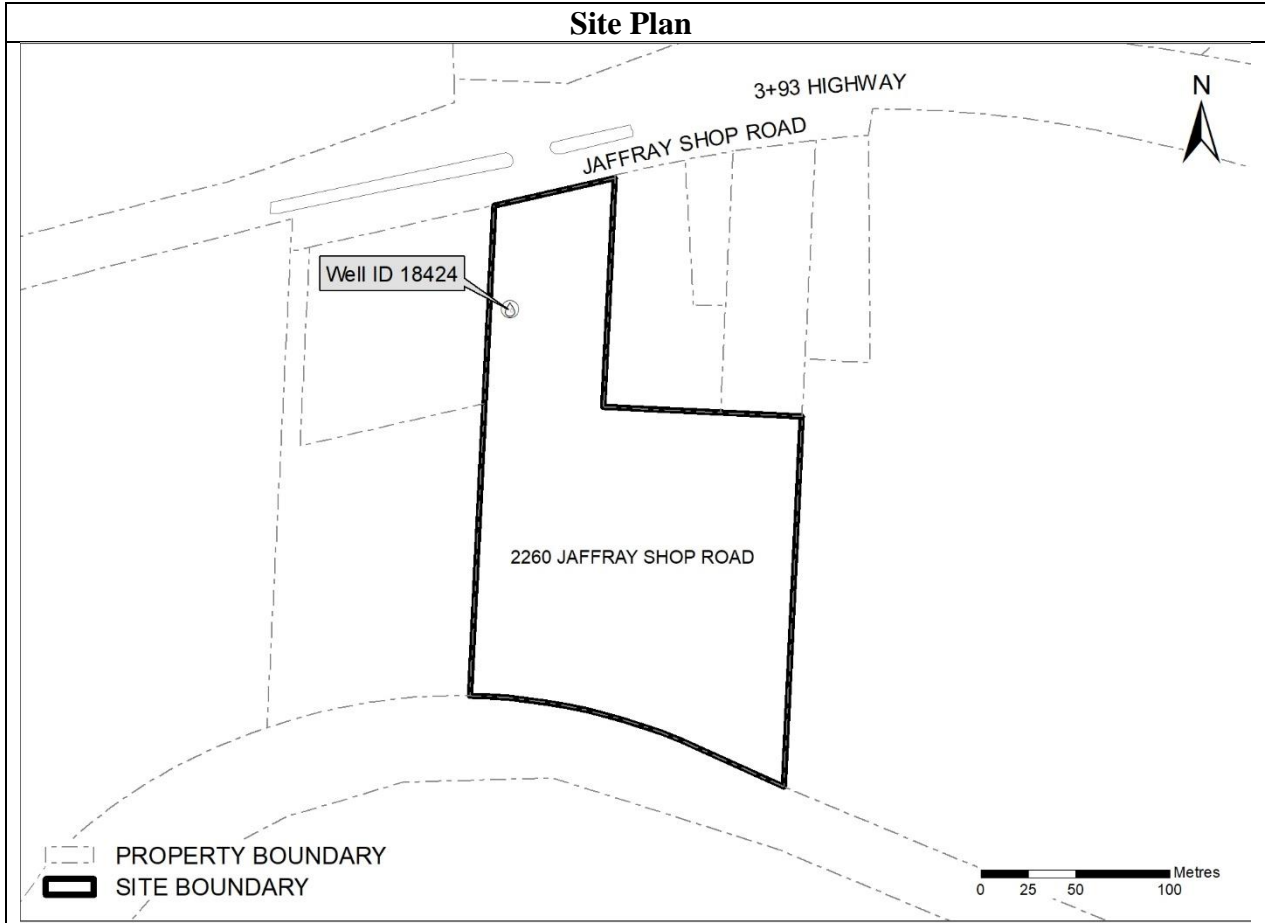 Site Plan
3+93 HIGHWAY
N
JAFFRAY SHOP ROAD
Well ID 18424
2260 JAFFRAY SHOP ROAD
PROPERTY BOUNDARY
SITE BOUNDARY
Metres
0 25 50 100